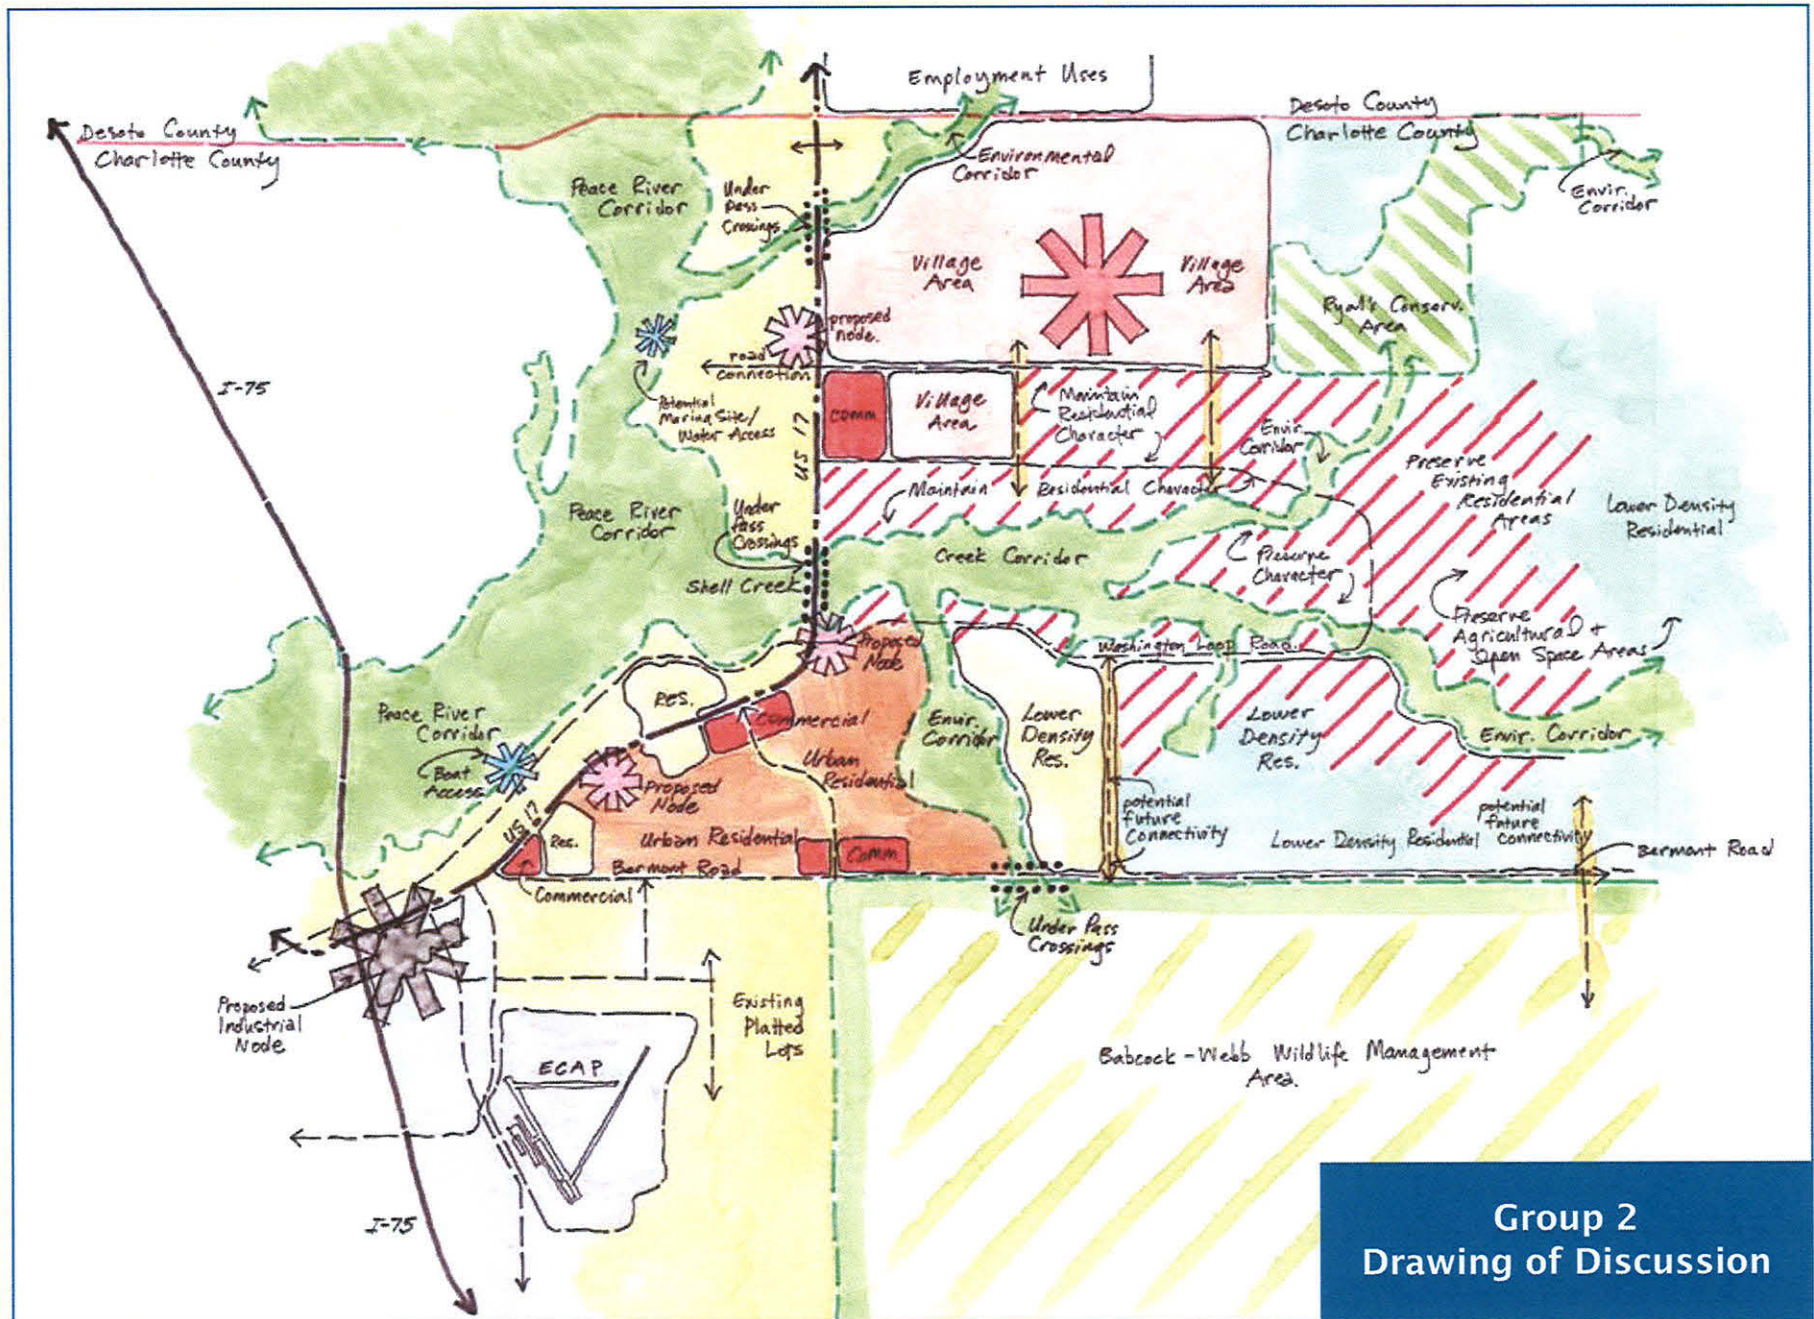 Employment Uses
Desoto County
Charlotte County
Desoto County
Charlotte County
Environmental
Corridor
Envir.
Corridor
Peace River
Corridor
Under
Pass
Crossings
Village
Area
Village
Area
Ryall's Conserv.
Area
proposed
node.
road
connection
I-75
Potential
Marina Site/
Water Access
US 17
Comm
Village
Area
Maintain
Residential
Character
Envir.
Corridor
Preserve
Existing
Residential
Areas
Maintain
Residential Character
Lower Density
Residential
Peace River
Corridor
Under
Pass
Crossings
Shell Creek
Creek Corridor
Preserve
Character
Preserve
Agricultural +
Open Space Areas
Proposed
Node
Washington Loop Road
Res.
Peace River
Corridor
Commercial
Envir.
Corridor
Lower
Density
Res.
Lower
Density
Res.
Envir. Corridor
Boat
Access
Urban
Residential
Proposed
Node
US 17
Res.
Urban Residential
Comm
potential
future
connectivity
Lower Density Residential
potential
future
connectivity
Bermont Road
Bermont Road
Commercial
Under Pass
Crossings
Proposed
Industrial
Node
Existing
Platted
Lots
ECAP
Babcock-Webb Wildlife Management
Area.
I-75
Group 2
Drawing of Discussion